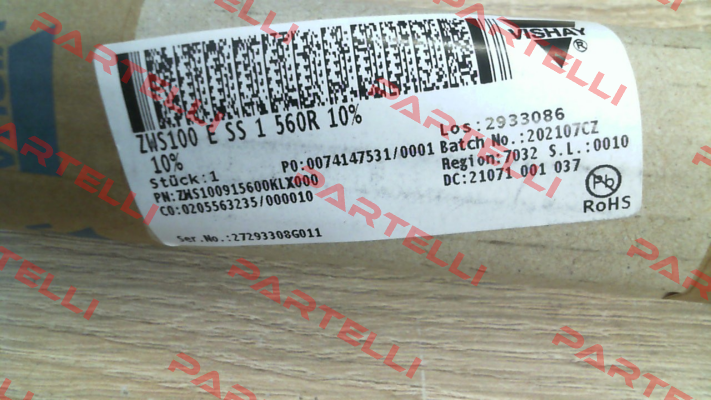 VISHAY
®
ZWS100 E SS 1 560R 10%
10%
Stück:1
PO:0074147531/0001
PN:ZWS100915600KLX000
CO:0205563235/000010
Ser.No.:27293308G011
Los:2933086
Batch No.:202107CZ
Region:7032 S.L.:0010
DC:21071 001 037
Pb
RoHS
PARTELLI
PARTELLI
PARTELLI
PARTELLI
PARTELLI
PARTELLI